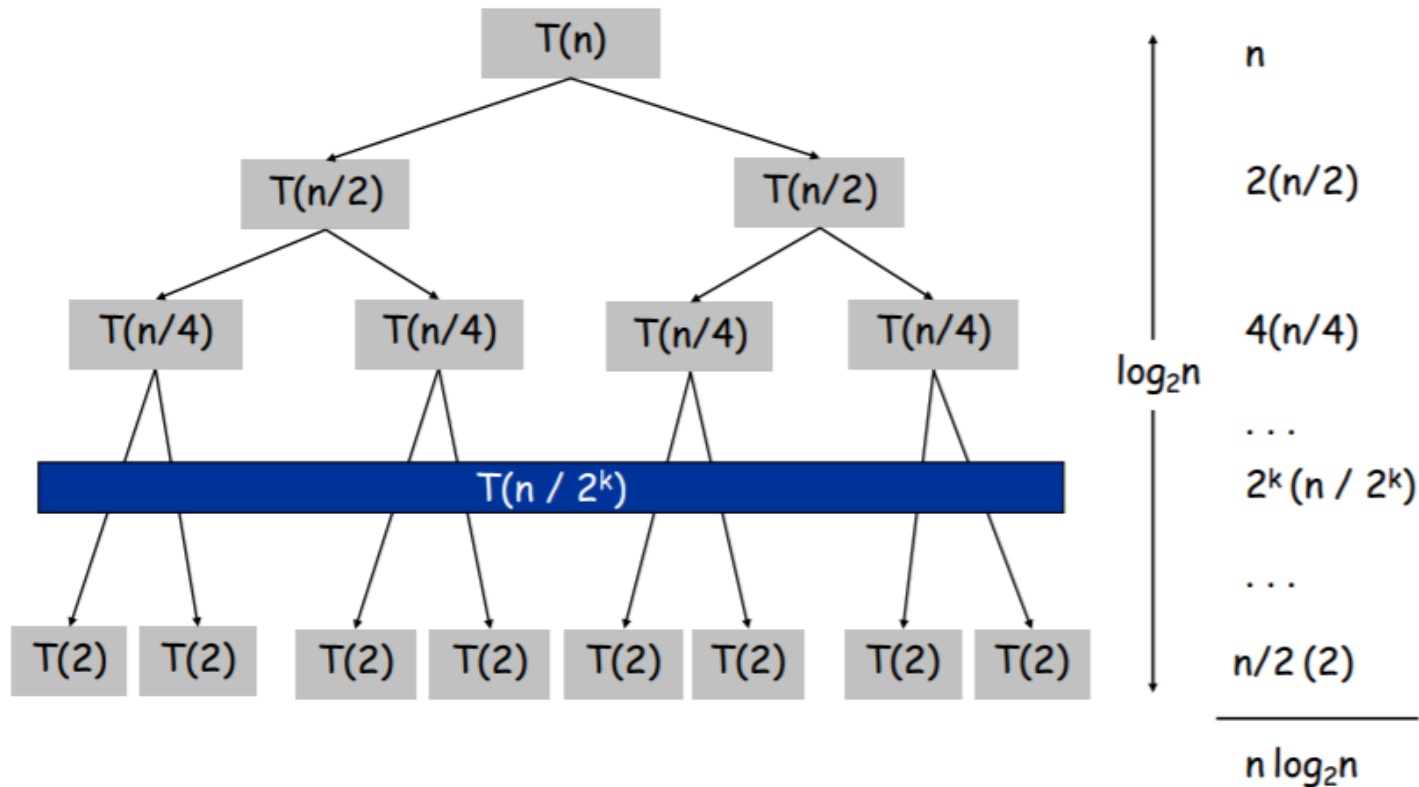 T(n)
n
T(n/2) T(n/2)
2(n/2)
T(n/4) T(n/4) T(n/4) T(n/4)
4(n/4)
log₂n
. . .
T(n / 2ᵏ)
2ᵏ (n / 2ᵏ)
. . .
T(2) T(2) T(2) T(2) T(2) T(2) T(2) T(2)
n/2 (2)
n log₂n